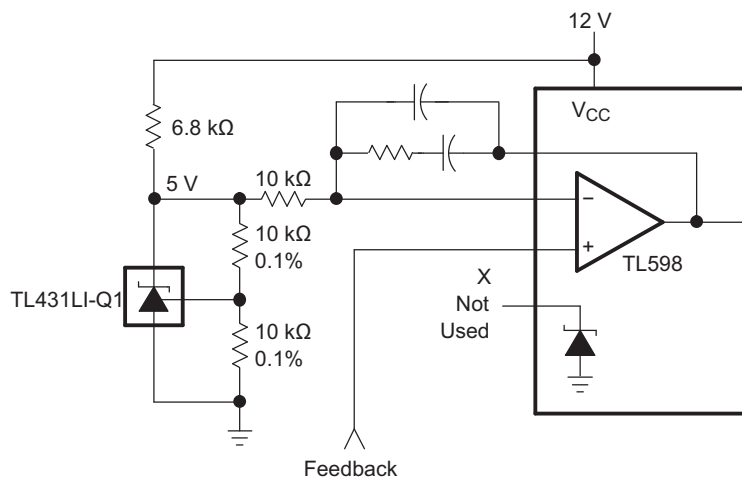 12 V
6.8 kΩ
V_CC
5 V
10 kΩ
10 kΩ
0.1%
−
+
TL598
TL431LI-Q1
X
Not
Used
10 kΩ
0.1%
Feedback